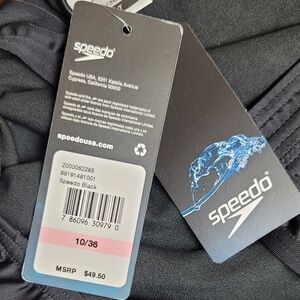 speedo
Speedo USA, 6251 Katella Avenue
Cypress, California 90630
speedousa.com
2000062285
88191481001
Speedo Black
7 86096 30979 0
10/36
MSRP $49.50
speedo